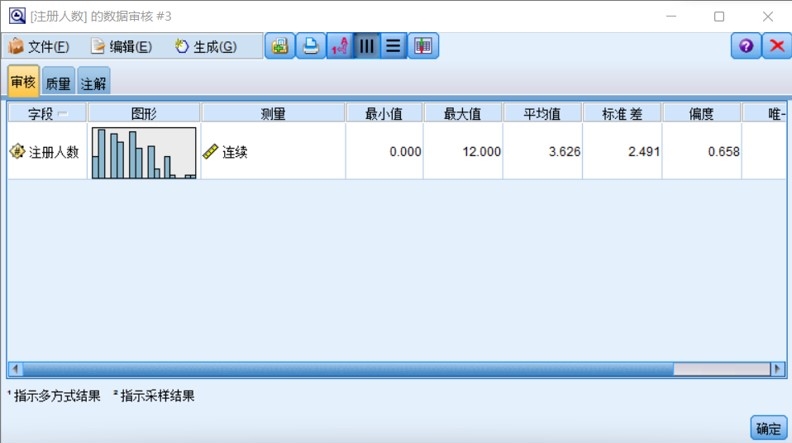 [注册人数] 的数据审核 #3
文件(F) 编辑(E) 生成(G)
审核 质量 注解
字段 图形 测量 最小值 最大值 平均值 标准 差 偏度 唯一
注册人数 连续 0.000 12.000 3.626 2.491 0.658
¹ 指示多方式结果 ² 指示采样结果
确定